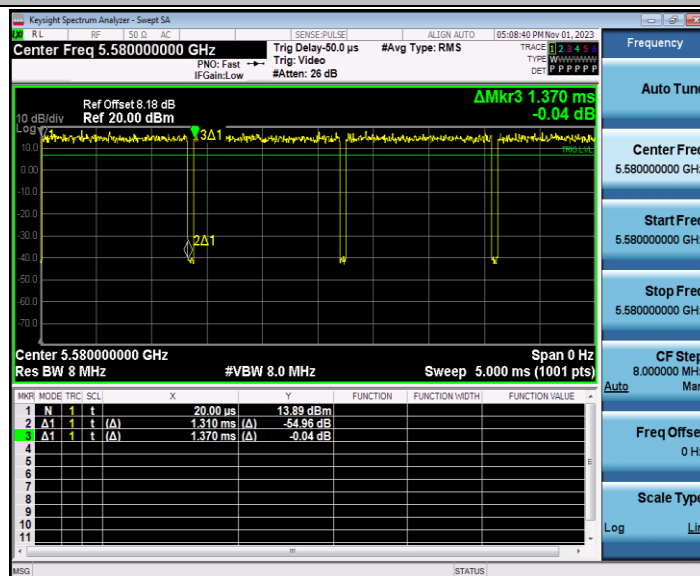 Keysight Spectrum Analyzer - Swept SA
RL RF 50 Ω AC SENSE:PULSE ALIGN AUTO 05:08:40 PM Nov 01, 2023
Center Freq 5.580000000 GHz
Trig Delay-50.0 µs #Avg Type: RMS TRACE 1 2 3 4 5 6
PNO: Fast Trig: Video TYPE WWWWWW
IFGain:Low #Atten: 26 dB DET P P P P P P
ΔMkr3 1.370 ms
-0.04 dB
Ref Offset 8.18 dB
10 dB/div Ref 20.00 dBm
Log
1 3Δ1
TRIG LVL
10.0
0.00
-10.0
-20.0
-30.0
2Δ1
-40.0
-50.0
-60.0
-70.0
Center 5.580000000 GHz Span 0 Hz
Res BW 8 MHz #VBW 8.0 MHz Sweep 5.000 ms (1001 pts)
MKR MODE TRC SCL X Y FUNCTION FUNCTION WIDTH FUNCTION VALUE
1 N 1 t 20.00 µs 13.89 dBm
2 Δ1 1 t (Δ) 1.310 ms (Δ) -54.96 dB
3 Δ1 1 t (Δ) 1.370 ms (Δ) -0.04 dB
4
5
6
7
8
9
10
11
MSG STATUS
Frequency
Auto Tune
Center Freq
5.580000000 GHz
Start Freq
5.580000000 GHz
Stop Freq
5.580000000 GHz
CF Step
8.000000 MHz
Auto Man
Freq Offset
0 Hz
Scale Type
Log Lin